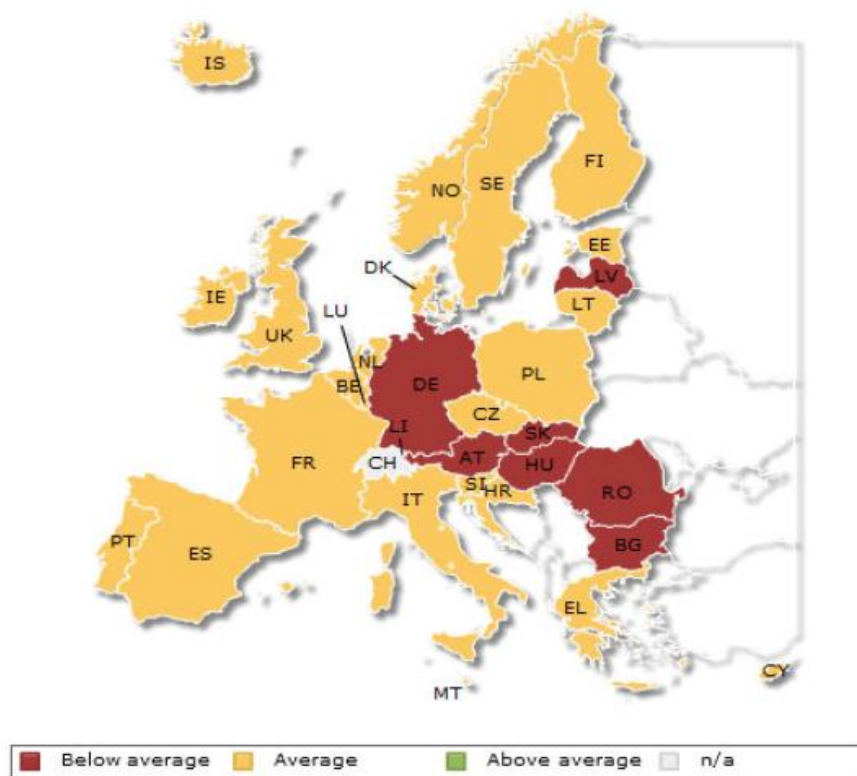 IS
FI
SE
NO
EE
DK
LV
IE
LT
LU
UK
NL
PL
DE
BE
CZ
LI
SK
FR
CH
AT
HU
SI
HR
RO
IT
PT
ES
BG
EL
CY
MT
Below average Average Above average n/a